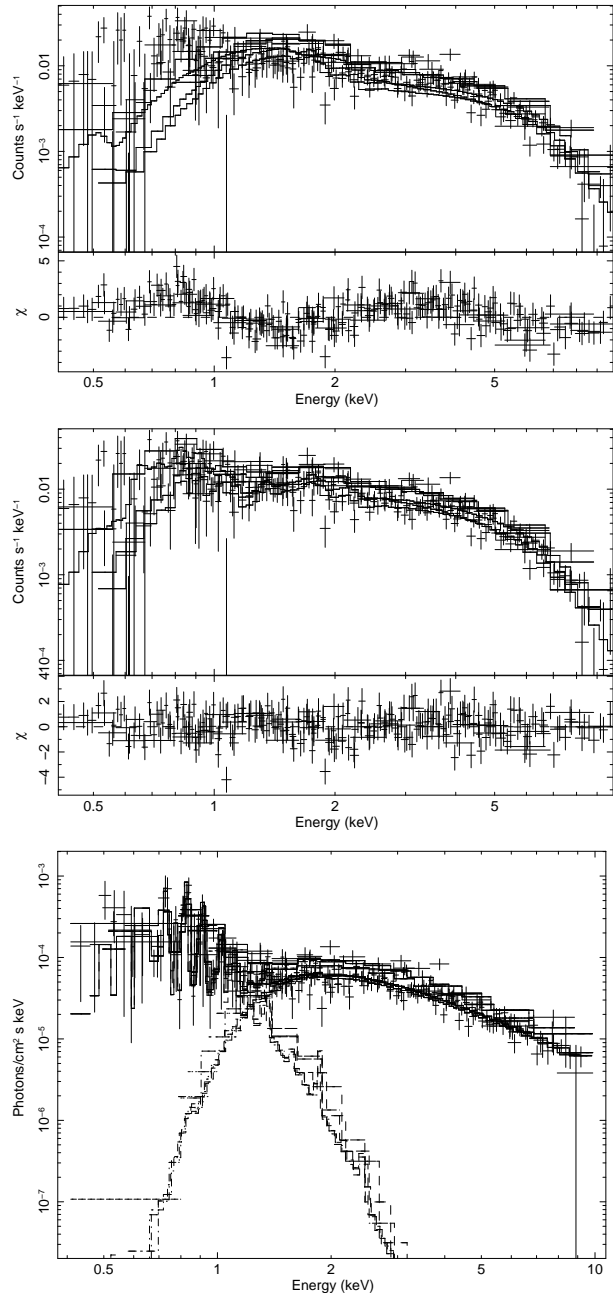 0.01
10⁻³
10⁻⁴
Counts s⁻¹ keV⁻¹
5
0
χ
0.5 1 2 5
Energy (keV)
0.01
10⁻³
410⁻⁴
Counts s⁻¹ keV⁻¹
2
0
−2
−4
χ
0.5 1 2 5
Energy (keV)
10⁻³
10⁻⁴
10⁻⁵
10⁻⁶
10⁻⁷
Photons/cm² s keV
0.5 1 2 5 10
Energy (keV)